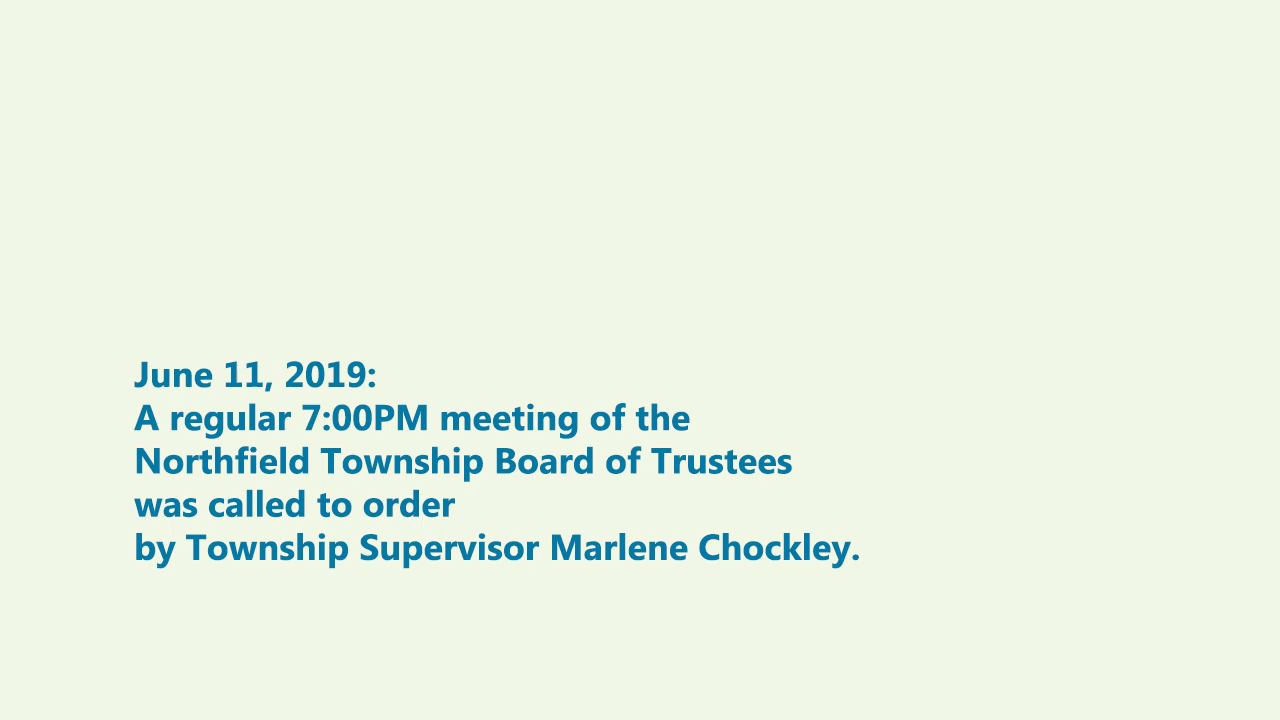 June 11, 2019:
A regular 7:00PM meeting of the
Northfield Township Board of Trustees
was called to order
by Township Supervisor Marlene Chockley.